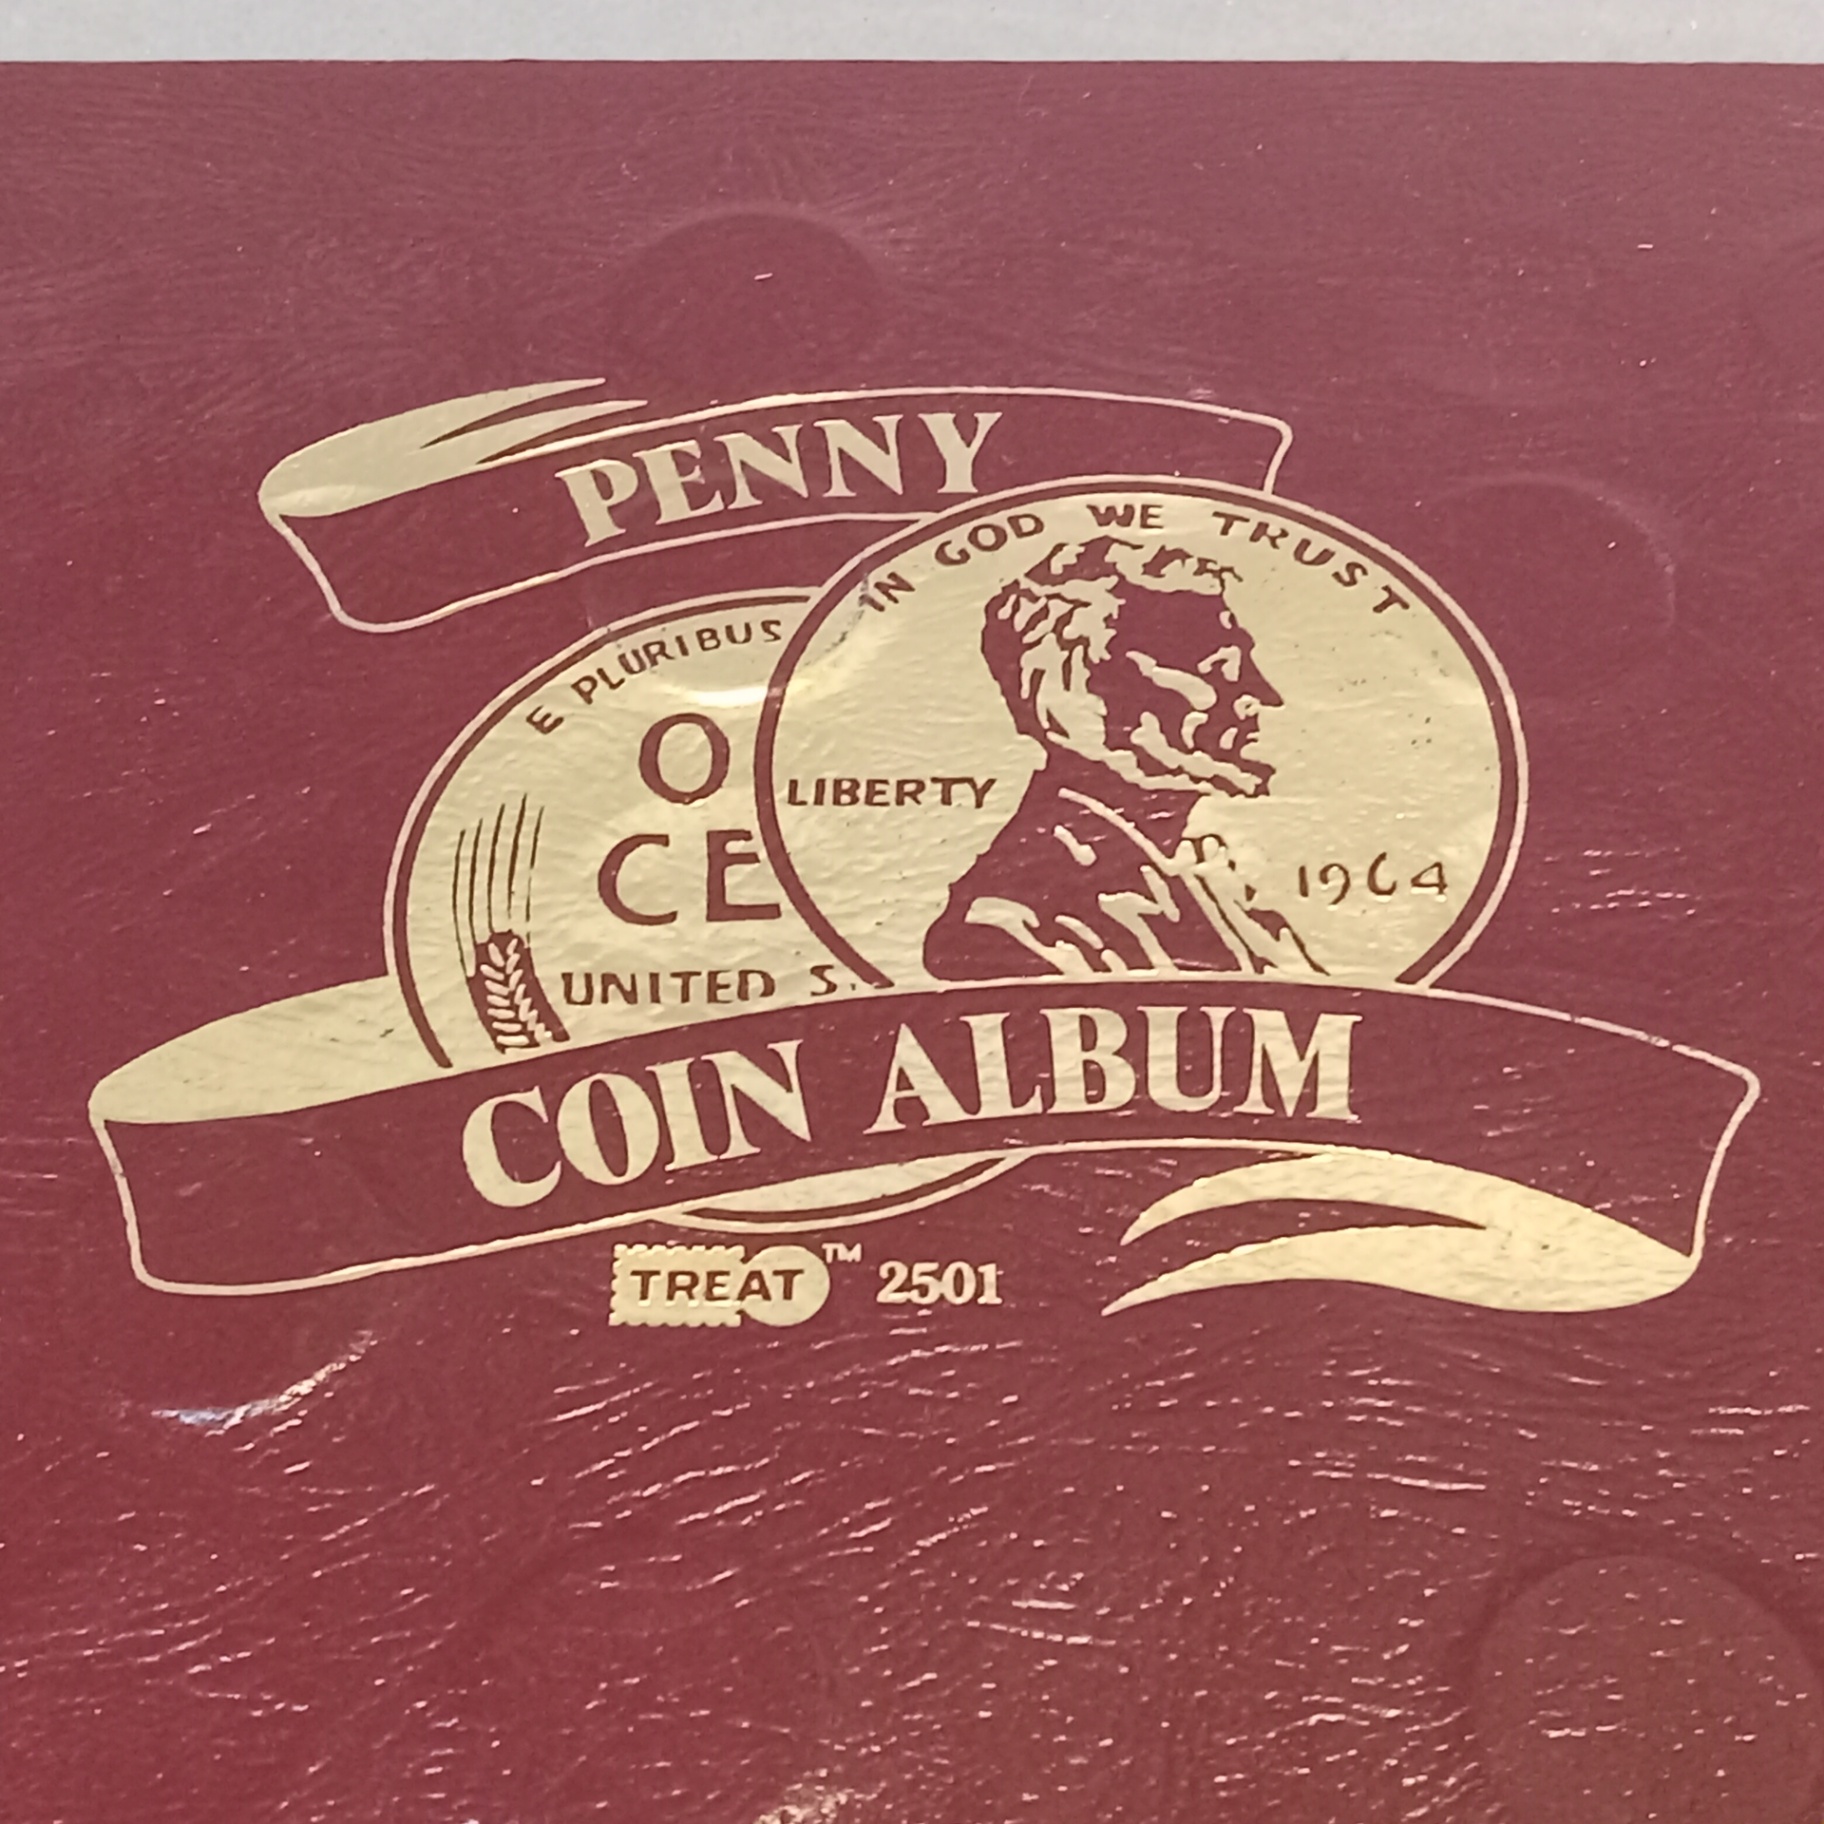 PENNY
IN GOD WE TRUST
E PLURIBUS
O
LIBERTY
CE
1964
UNITED S.
COIN ALBUM
TREAT™ 2501